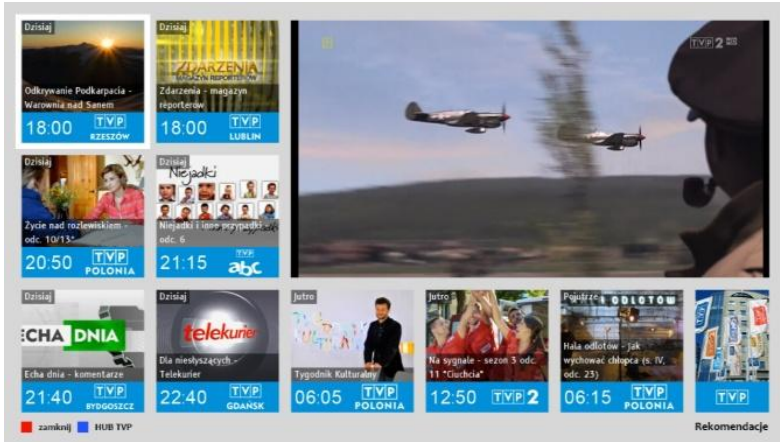 Dzisiaj
Odkrywanie Podkarpacia -
Warownia nad Sanem
18:00 TVP
RZESZÓW
Dzisiaj
ZDARZENIA
MAGAZYN REPORTERÓW
Zdarzenia - magazyn
reporterów
18:00 TVP
LUBLIN
TVP 2 HD
Dzisiaj
Życie nad rozlewiskiem -
odc. 10/13*
20:50 TVP
POLONIA
Dzisiaj
Niejadki
Niejadki i inne przypadki
odc. 6
21:15 TVP
abc
Dzisiaj
ECHA DNIA
Echa dnia - komentarze
21:40 TVP
BYDGOSZCZ
Dzisiaj
telekurier
Dla niesłyszących -
Telekurier
22:40 TVP
GDAŃSK
Jutro
Tygodnik Kulturalny
06:05 TVP
POLONIA
Jutro
Na sygnale - sezon 3 odc.
11 "Ciuchcia"
12:50 TVP 2
Pojutrze
ODLOTÓW
Hala odlotów - Jak
wychować chłopca (s. IV,
odc. 23)
06:15 TVP
POLONIA
TVP
zamknij HUB TVP
Rekomendacje